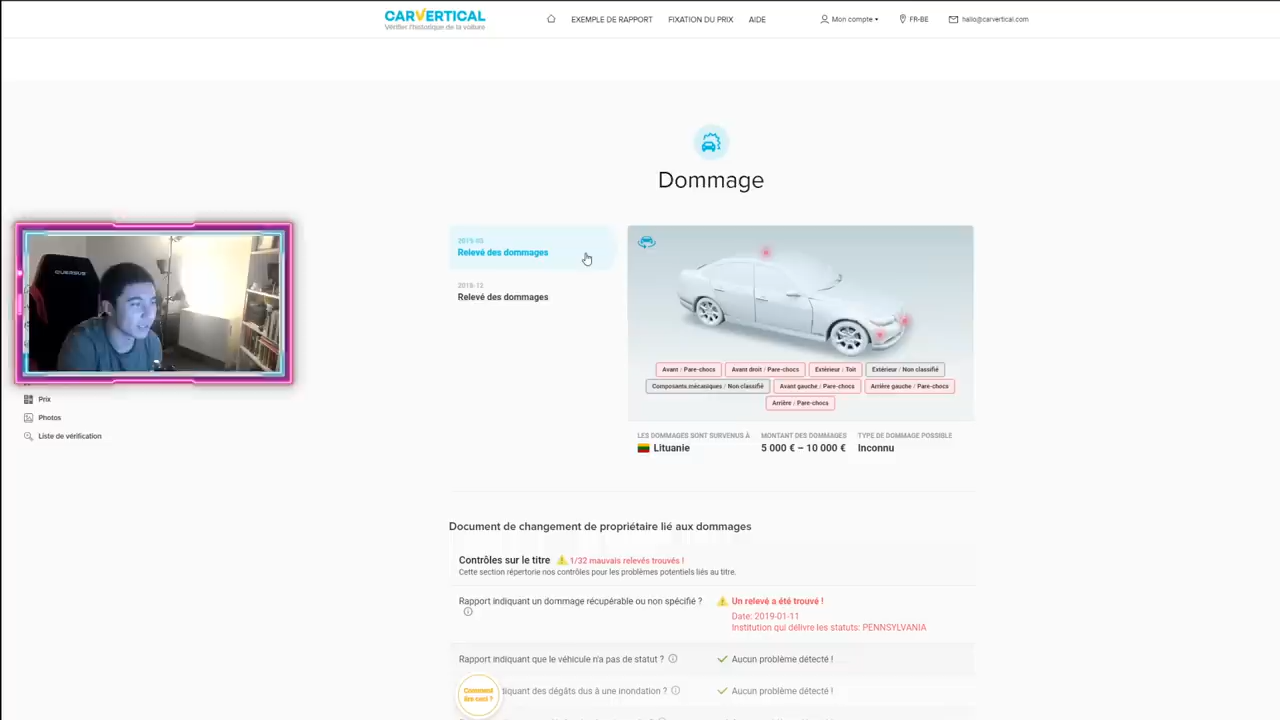 CARVERTICAL
Vérifier l'historique de la voiture
EXEMPLE DE RAPPORT
FIXATION DU PRIX
AIDE
Mon compte
FR-BE
hallo@carvertical.com
Dommage
Relevé des dommages
Relevé des dommages
QUERSUS
Avant / Pare-chocs
Avant droit / Pare-chocs
Extérieur / Toit
Extérieur / Non classifié
Composants mécaniques / Non classifié
Avant gauche / Pare-chocs
Arrière gauche / Pare-chocs
Arrière / Pare-chocs
Prix
Photos
Liste de vérification
LES DOMMAGES SONT SURVENUS À
MONTANT DES DOMMAGES
TYPE DE DOMMAGE POSSIBLE
Lituanie
5 000 € – 10 000 €
Inconnu
Document de changement de propriétaire lié aux dommages
Contrôles sur le titre
1/32 mauvais relevés trouvés !
Cette section répertorie nos contrôles pour les problèmes potentiels liés au titre.
Rapport indiquant un dommage récupérable ou non spécifié ?
Un relevé a été trouvé !
Date: 2019-01-11
Institution qui délivre les statuts: PENNSYLVANIA
Rapport indiquant que le véhicule n'a pas de statut ?
Aucun problème détecté !
Comment lire ceci ?
diquant des dégâts dus à une inondation ?
Aucun problème détecté !